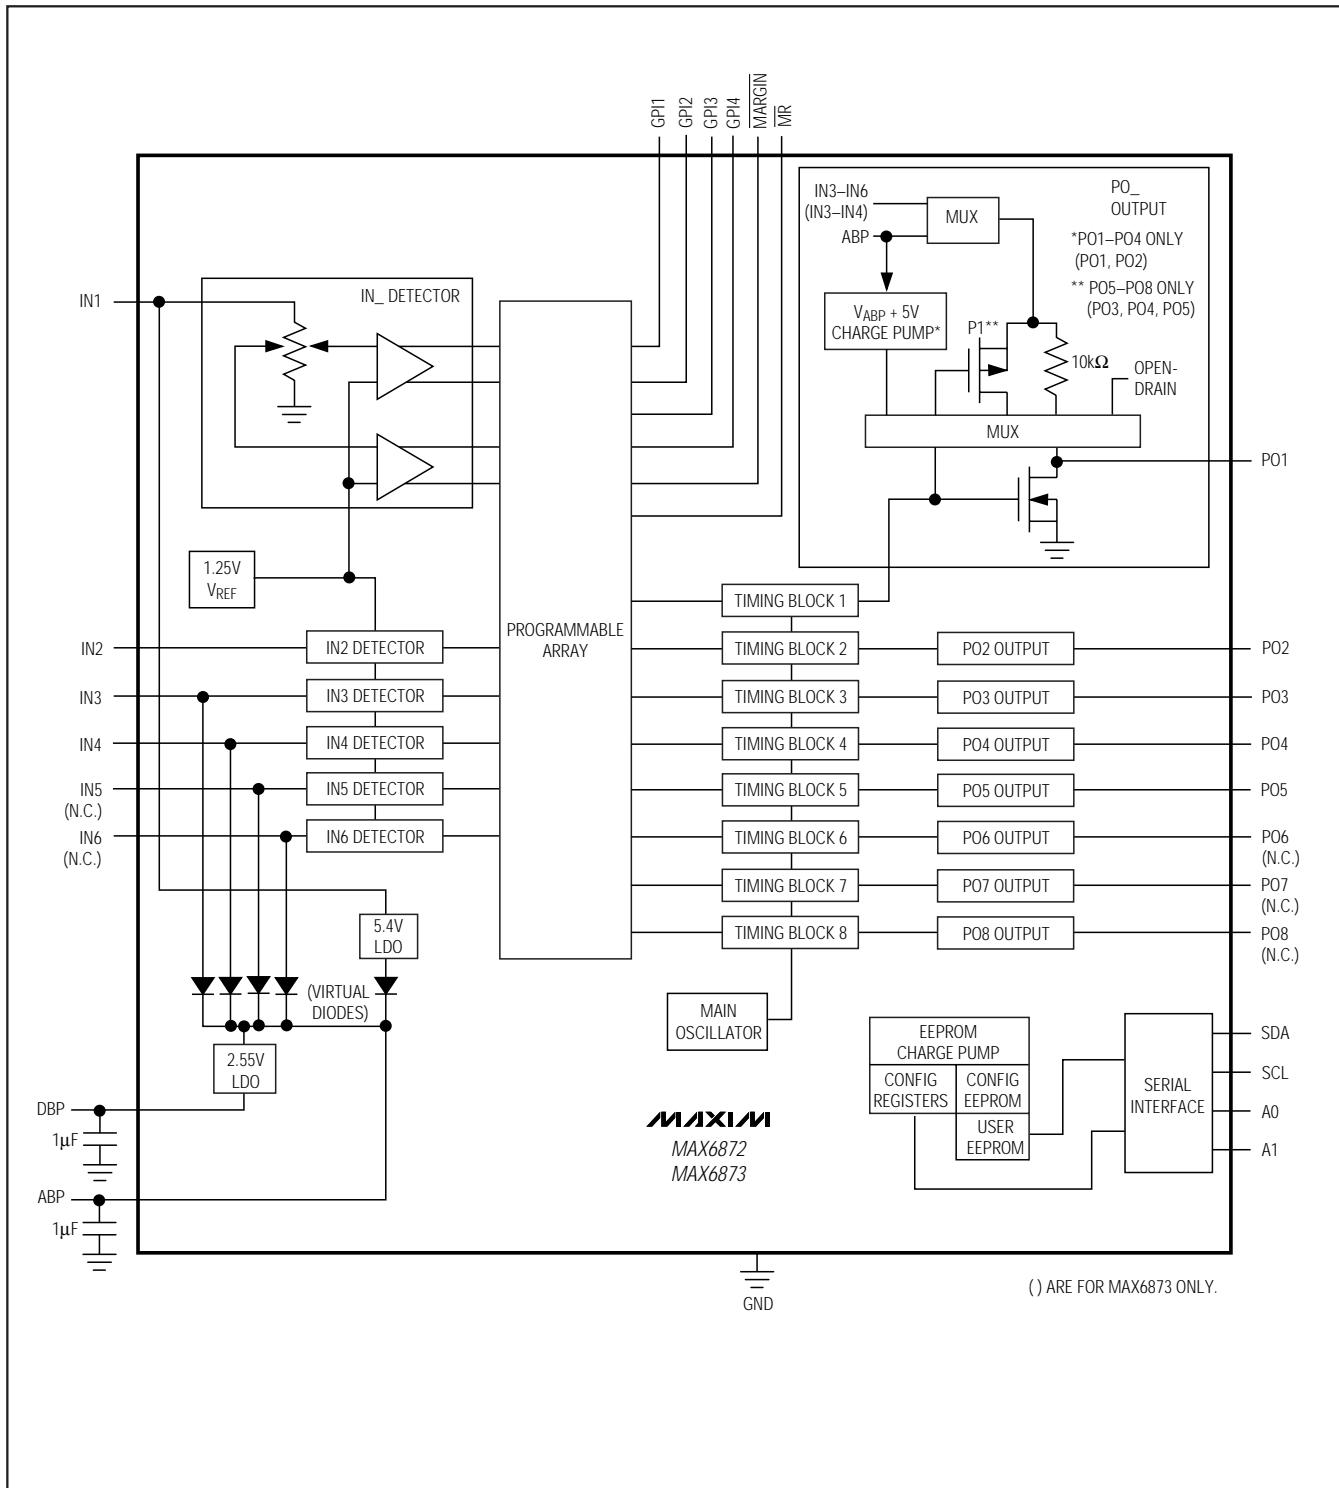 GPI1
GPI2
GPI3
GPI4
MARGIN
MR
IN3–IN6
(IN3–IN4)
ABP
MUX
PO_
OUTPUT
*PO1–PO4 ONLY
(PO1, PO2)
** PO5–PO8 ONLY
(PO3, PO4, PO5)
VABP + 5V
CHARGE PUMP*
P1**
10kΩ
OPEN-
DRAIN
MUX
PO1
IN1
IN_ DETECTOR
1.25V
VREF
PROGRAMMABLE
ARRAY
TIMING BLOCK 1
IN2
IN2 DETECTOR
TIMING BLOCK 2
PO2 OUTPUT
PO2
IN3
IN3 DETECTOR
TIMING BLOCK 3
PO3 OUTPUT
PO3
IN4
IN4 DETECTOR
TIMING BLOCK 4
PO4 OUTPUT
PO4
IN5
(N.C.)
IN5 DETECTOR
TIMING BLOCK 5
PO5 OUTPUT
PO5
IN6
(N.C.)
IN6 DETECTOR
TIMING BLOCK 6
PO6 OUTPUT
PO6
(N.C.)
TIMING BLOCK 7
PO7 OUTPUT
PO7
(N.C.)
TIMING BLOCK 8
PO8 OUTPUT
PO8
(N.C.)
5.4V
LDO
(VIRTUAL
DIODES)
2.55V
LDO
MAIN
OSCILLATOR
EEPROM
CHARGE PUMP
CONFIG
REGISTERS
CONFIG
EEPROM
USER
EEPROM
SERIAL
INTERFACE
SDA
SCL
A0
A1
DBP
1µF
ABP
1µF
MAXIM
MAX6872
MAX6873
GND
( ) ARE FOR MAX6873 ONLY.